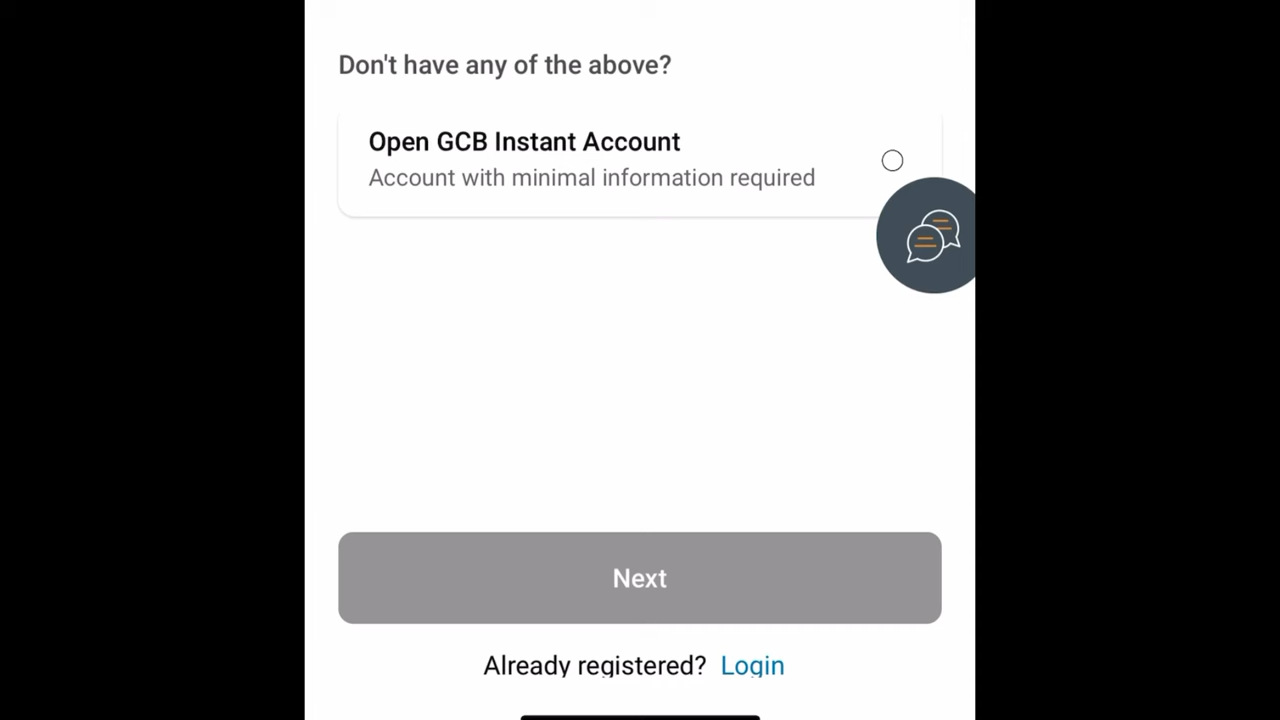 Don't have any of the above?
Open GCB Instant Account
Account with minimal information required
Next
Already registered? Login